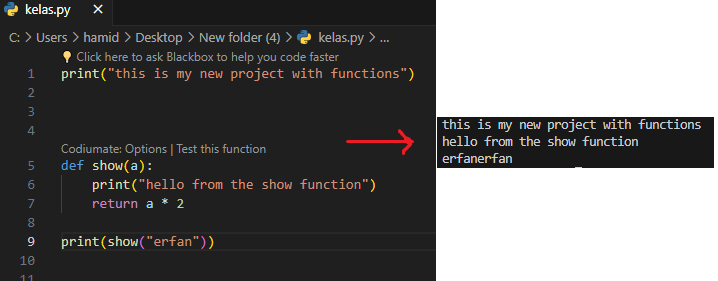 kelas.py
C: > Users > hamid > Desktop > New folder (4) > kelas.py > ...
Click here to ask Blackbox to help you code faster
1 print("this is my new project with functions")
2
3
4
Codiumate: Options | Test this function
5 def show(a):
6     print("hello from the show function")
7     return a * 2
8
9 print(show("erfan"))
10
11
this is my new project with functions
hello from the show function
erfanerfan